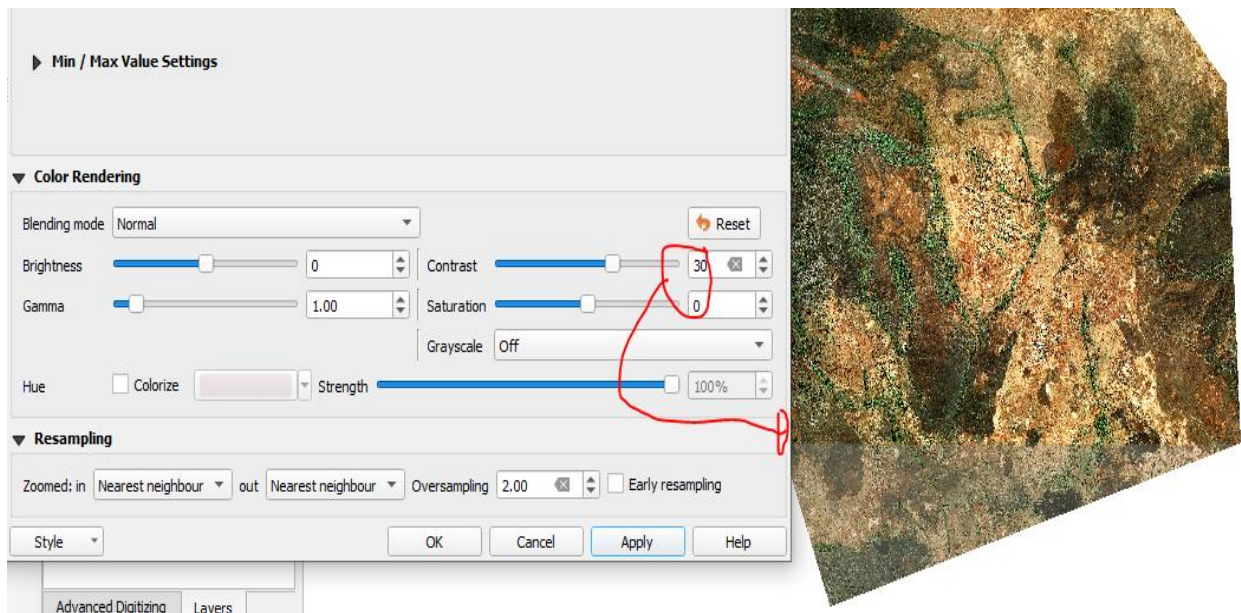 Min / Max Value Settings
Color Rendering
Blending mode Normal Reset
Brightness 0 Contrast 30
Gamma 1.00 Saturation 0
Grayscale Off
Hue Colorize Strength 100%
Resampling
Zoomed: in Nearest neighbour out Nearest neighbour Oversampling 2.00 Early resampling
Style OK Cancel Apply Help
Advanced Digitizing Layers